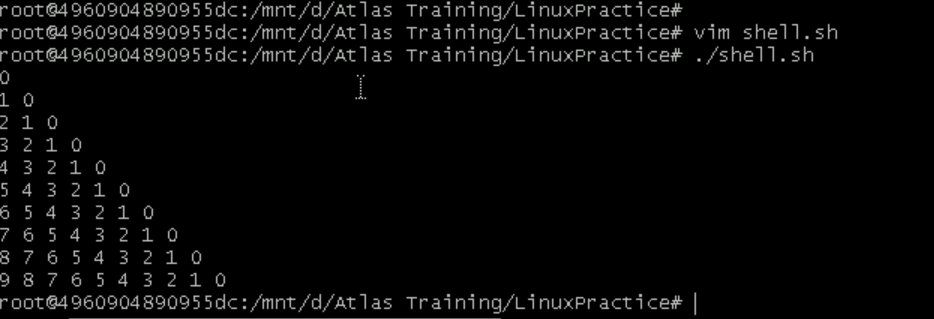 root@4960904890955dc:/mnt/d/Atlas Training/LinuxPractice#
root@4960904890955dc:/mnt/d/Atlas Training/LinuxPractice# vim shell.sh
root@4960904890955dc:/mnt/d/Atlas Training/LinuxPractice# ./shell.sh
0
1 0
2 1 0
3 2 1 0
4 3 2 1 0
5 4 3 2 1 0
6 5 4 3 2 1 0
7 6 5 4 3 2 1 0
8 7 6 5 4 3 2 1 0
9 8 7 6 5 4 3 2 1 0
root@4960904890955dc:/mnt/d/Atlas Training/LinuxPractice#